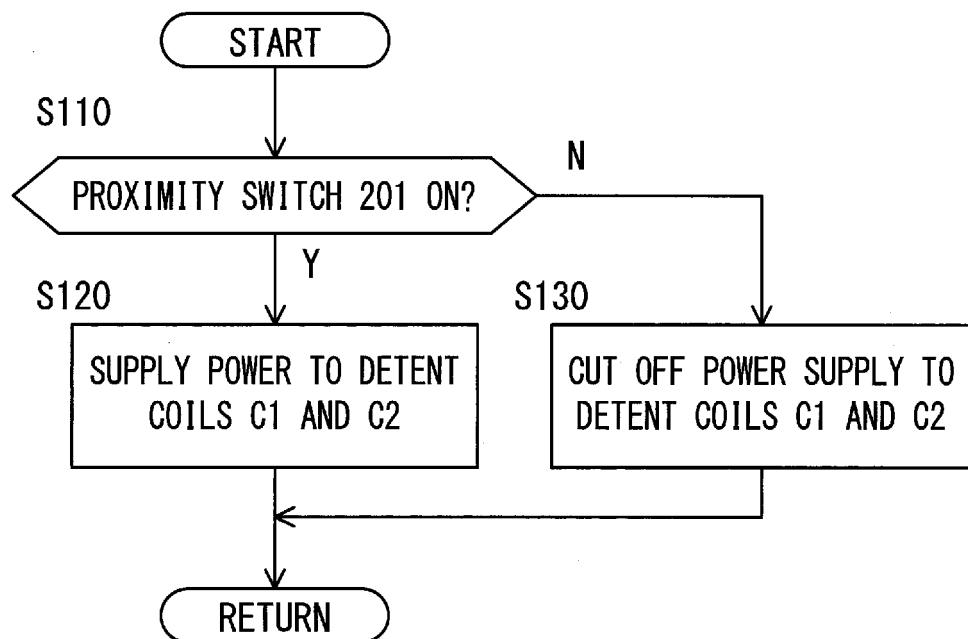 START
S110
PROXIMITY SWITCH 201 ON?
N
Y
S120
SUPPLY POWER TO DETENT
COILS C1 AND C2
S130
CUT OFF POWER SUPPLY TO
DETENT COILS C1 AND C2
RETURN